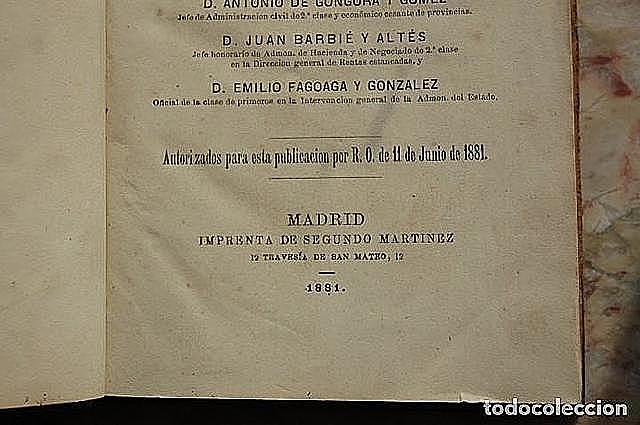 D. ANTONIO DE GONGORA Y GOMEZ
Jefe de Administracion civil de 2.ª clase y económico cesante de provincias.
D. JUAN BARBIÉ Y ALTÉS
Jefe honorario de Admon. de Hacienda y de Negociado de 2.ª clase
en la Direccion general de Rentas estancadas, y
D. EMILIO FAGOAGA Y GONZALEZ
Oficial de la clase de primeros en la Intervencion general de la Admon. del Estado.
Autorizados para esta publicacion por R. O. de 11 de Junio de 1881.
MADRID
IMPRENTA DE SEGUNDO MARTINEZ
12 TRAVESÍA DE SAN MATEO, 12
1881.
todocoleccion